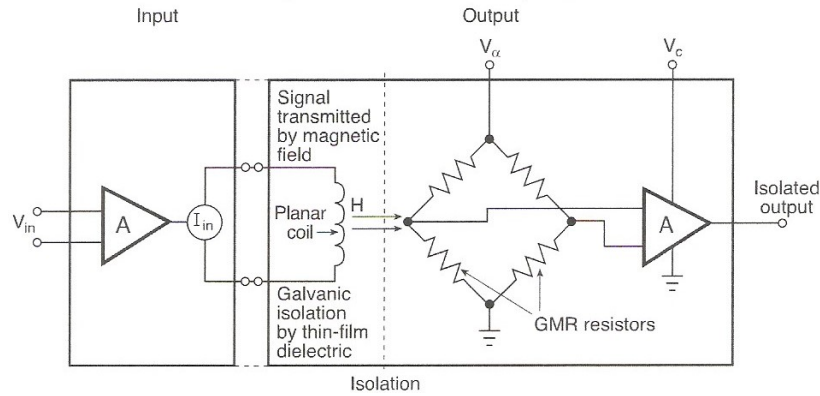 Input
Output
Vα
Vc
Signal
transmitted
by magnetic
field
H
Planar
coil
Vin
A
Iin
A
Isolated
output
Galvanic
isolation
by thin-film
dielectric
GMR resistors
Isolation